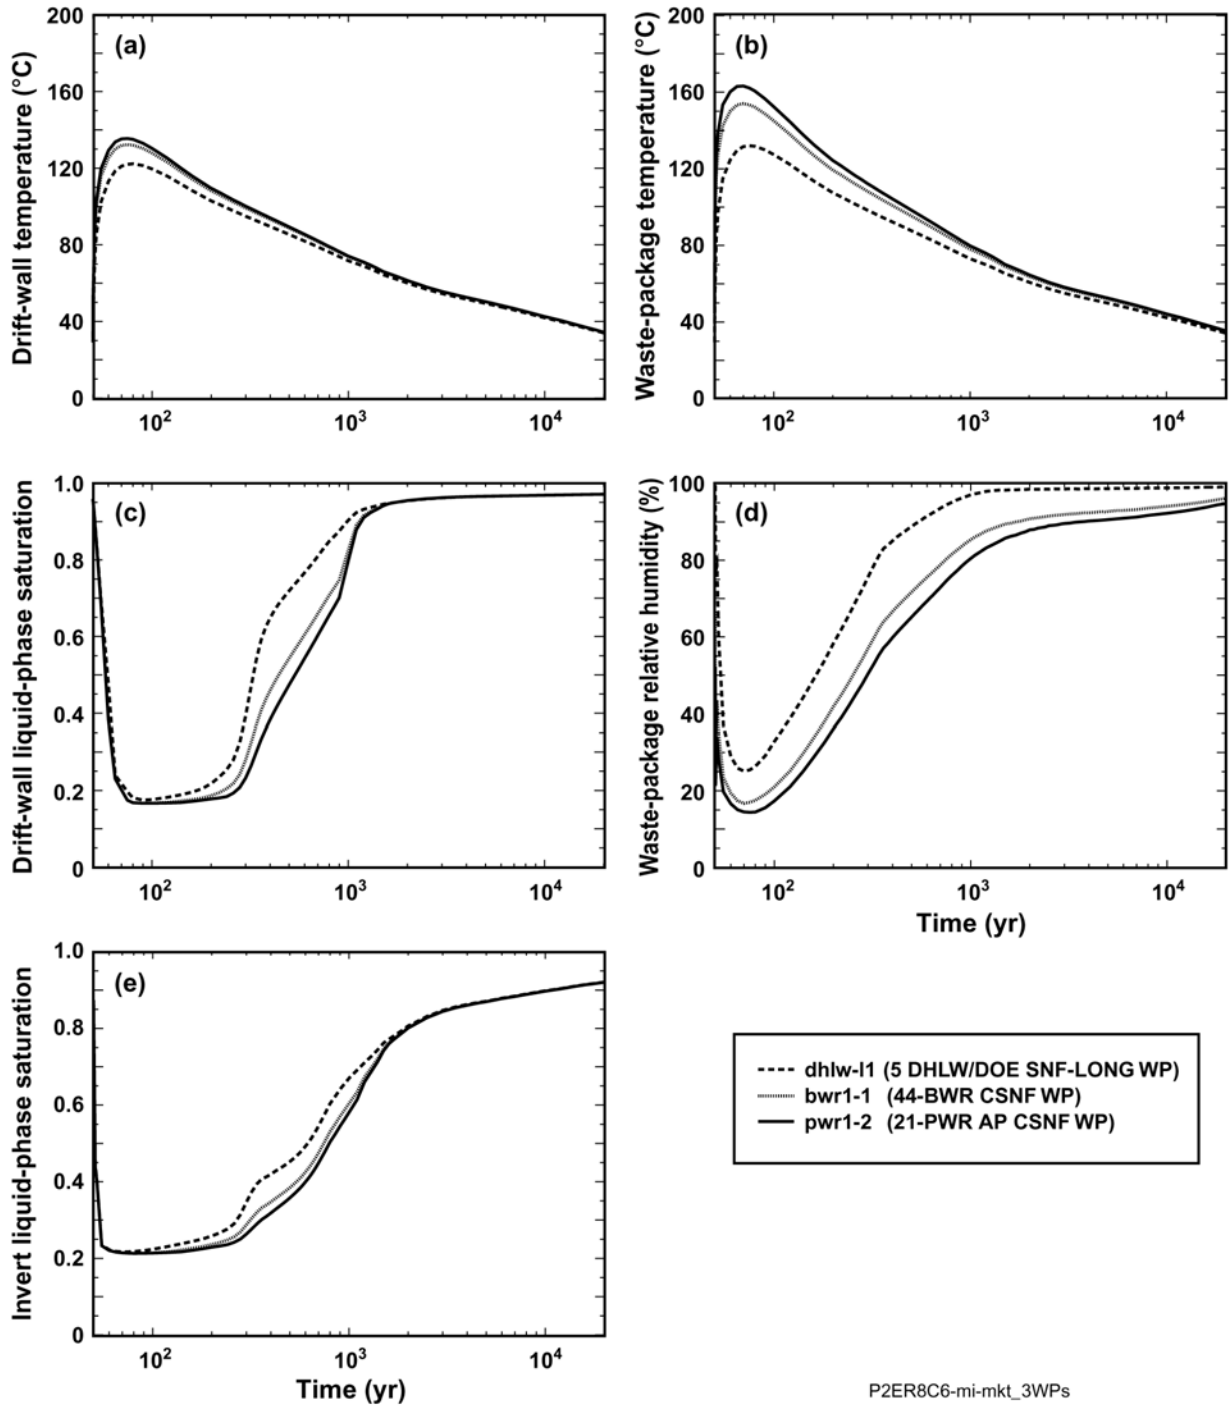 (a)
Drift-wall temperature (°C)
200
160
120
80
40
0
10²
10³
10⁴
(b)
Waste-package temperature (°C)
200
160
120
80
40
0
10²
10³
10⁴
(c)
Drift-wall liquid-phase saturation
1.0
0.8
0.6
0.4
0.2
0
10²
10³
10⁴
(d)
Waste-package relative humidity (%)
100
80
60
40
20
0
10²
10³
10⁴
Time (yr)
(e)
Invert liquid-phase saturation
1.0
0.8
0.6
0.4
0.2
0
10²
10³
10⁴
Time (yr)
dhlw-l1 (5 DHLW/DOE SNF-LONG WP)
bwr1-1 (44-BWR CSNF WP)
pwr1-2 (21-PWR AP CSNF WP)
P2ER8C6-mi-mkt_3WPs